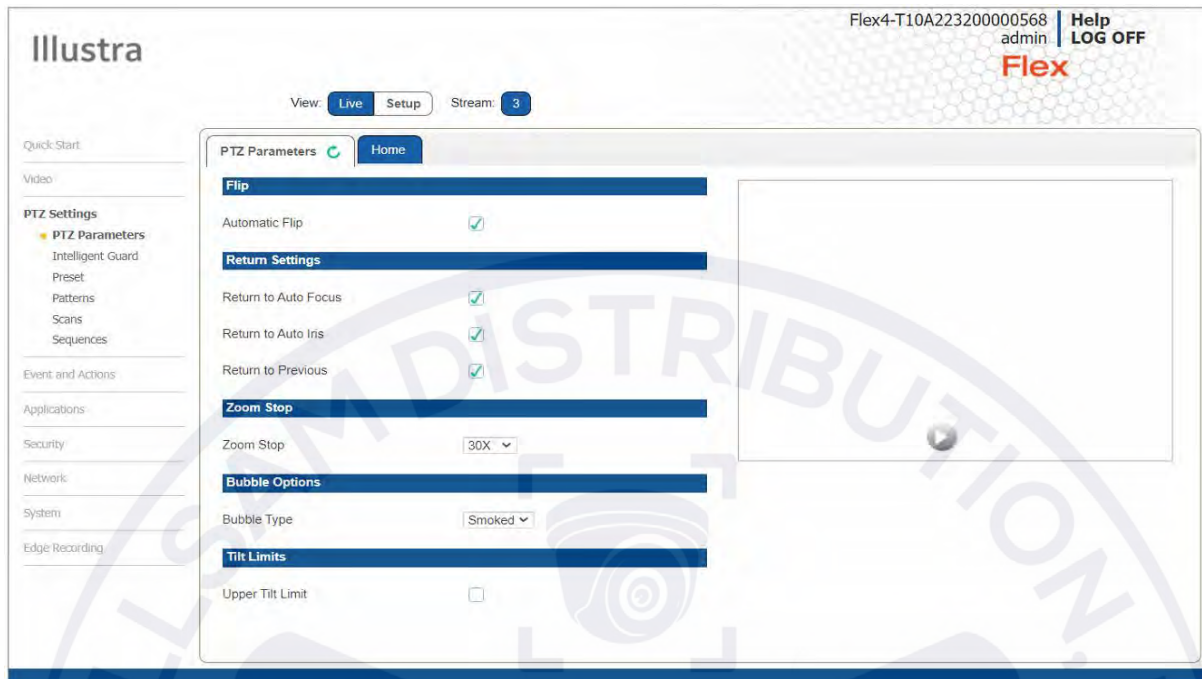 Illustra
Flex4-T10A223200000568
admin
Help
LOG OFF
Flex
View: Live Setup Stream: 3
Quick Start
Video
PTZ Settings
PTZ Parameters
Intelligent Guard
Preset
Patterns
Scans
Sequences
Event and Actions
Applications
Security
Network
System
Edge Recording
PTZ Parameters Home
Flip
Automatic Flip
Return Settings
Return to Auto Focus
Return to Auto Iris
Return to Previous
Zoom Stop
Zoom Stop 30X
Bubble Options
Bubble Type Smoked
Tilt Limits
Upper Tilt Limit
SAM DISTRIBUTION,